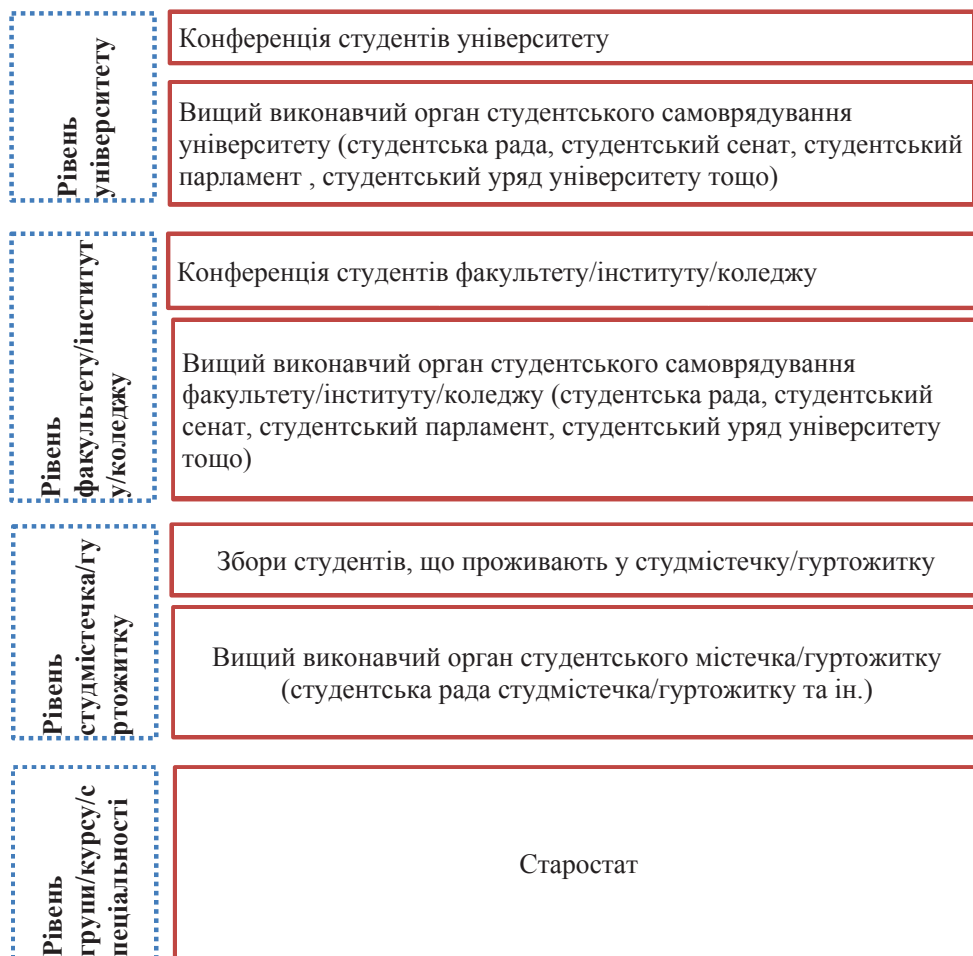 Рівень
університету
Конференція студентів університету
Вищий виконавчий орган студентського самоврядування
університету (студентська рада, студентський сенат, студентський
парламент , студентський уряд університету тощо)
Рівень
факультету/інститут
у/коледжу
Конференція студентів факультету/інституту/коледжу
Вищий виконавчий орган студентського самоврядування
факультету/інституту/коледжу (студентська рада, студентський
сенат, студентський парламент, студентський уряд університету
тощо)
Рівень
студмістечка/гу
ртожитку
Збори студентів, що проживають у студмістечку/гуртожитку
Вищий виконавчий орган студентського містечка/гуртожитку
(студентська рада студмістечка/гуртожитку та ін.)
Рівень
групи/курсу/с
пеціальності
Старостат